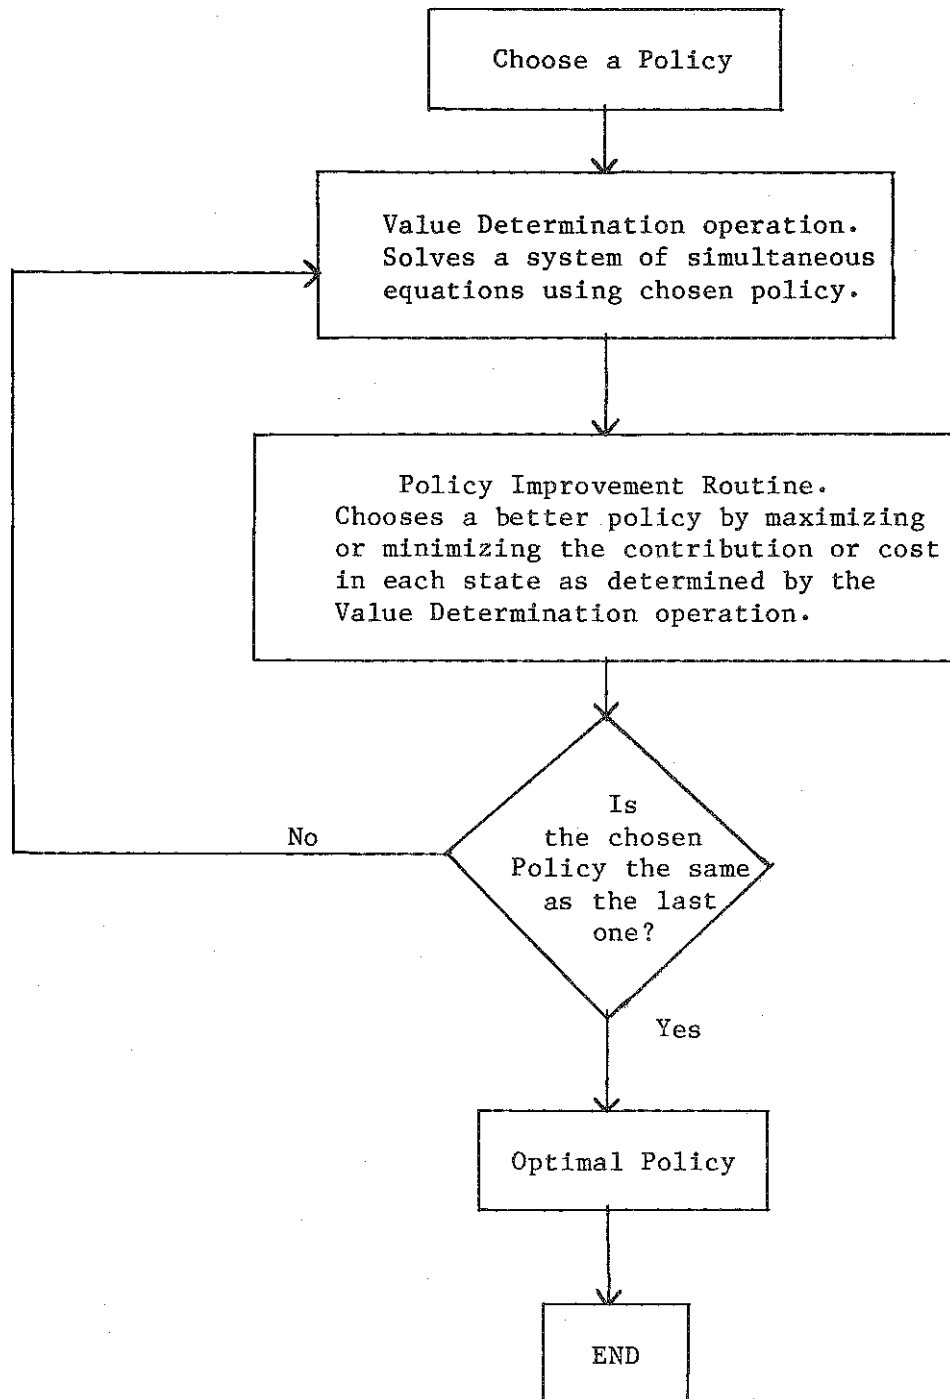 Choose a Policy
Value Determination operation.
Solves a system of simultaneous
equations using chosen policy.
Policy Improvement Routine.
Chooses a better policy by maximizing
or minimizing the contribution or cost
in each state as determined by the
Value Determination operation.
Is
the chosen
Policy the same
as the last
one?
No
Yes
Optimal Policy
END